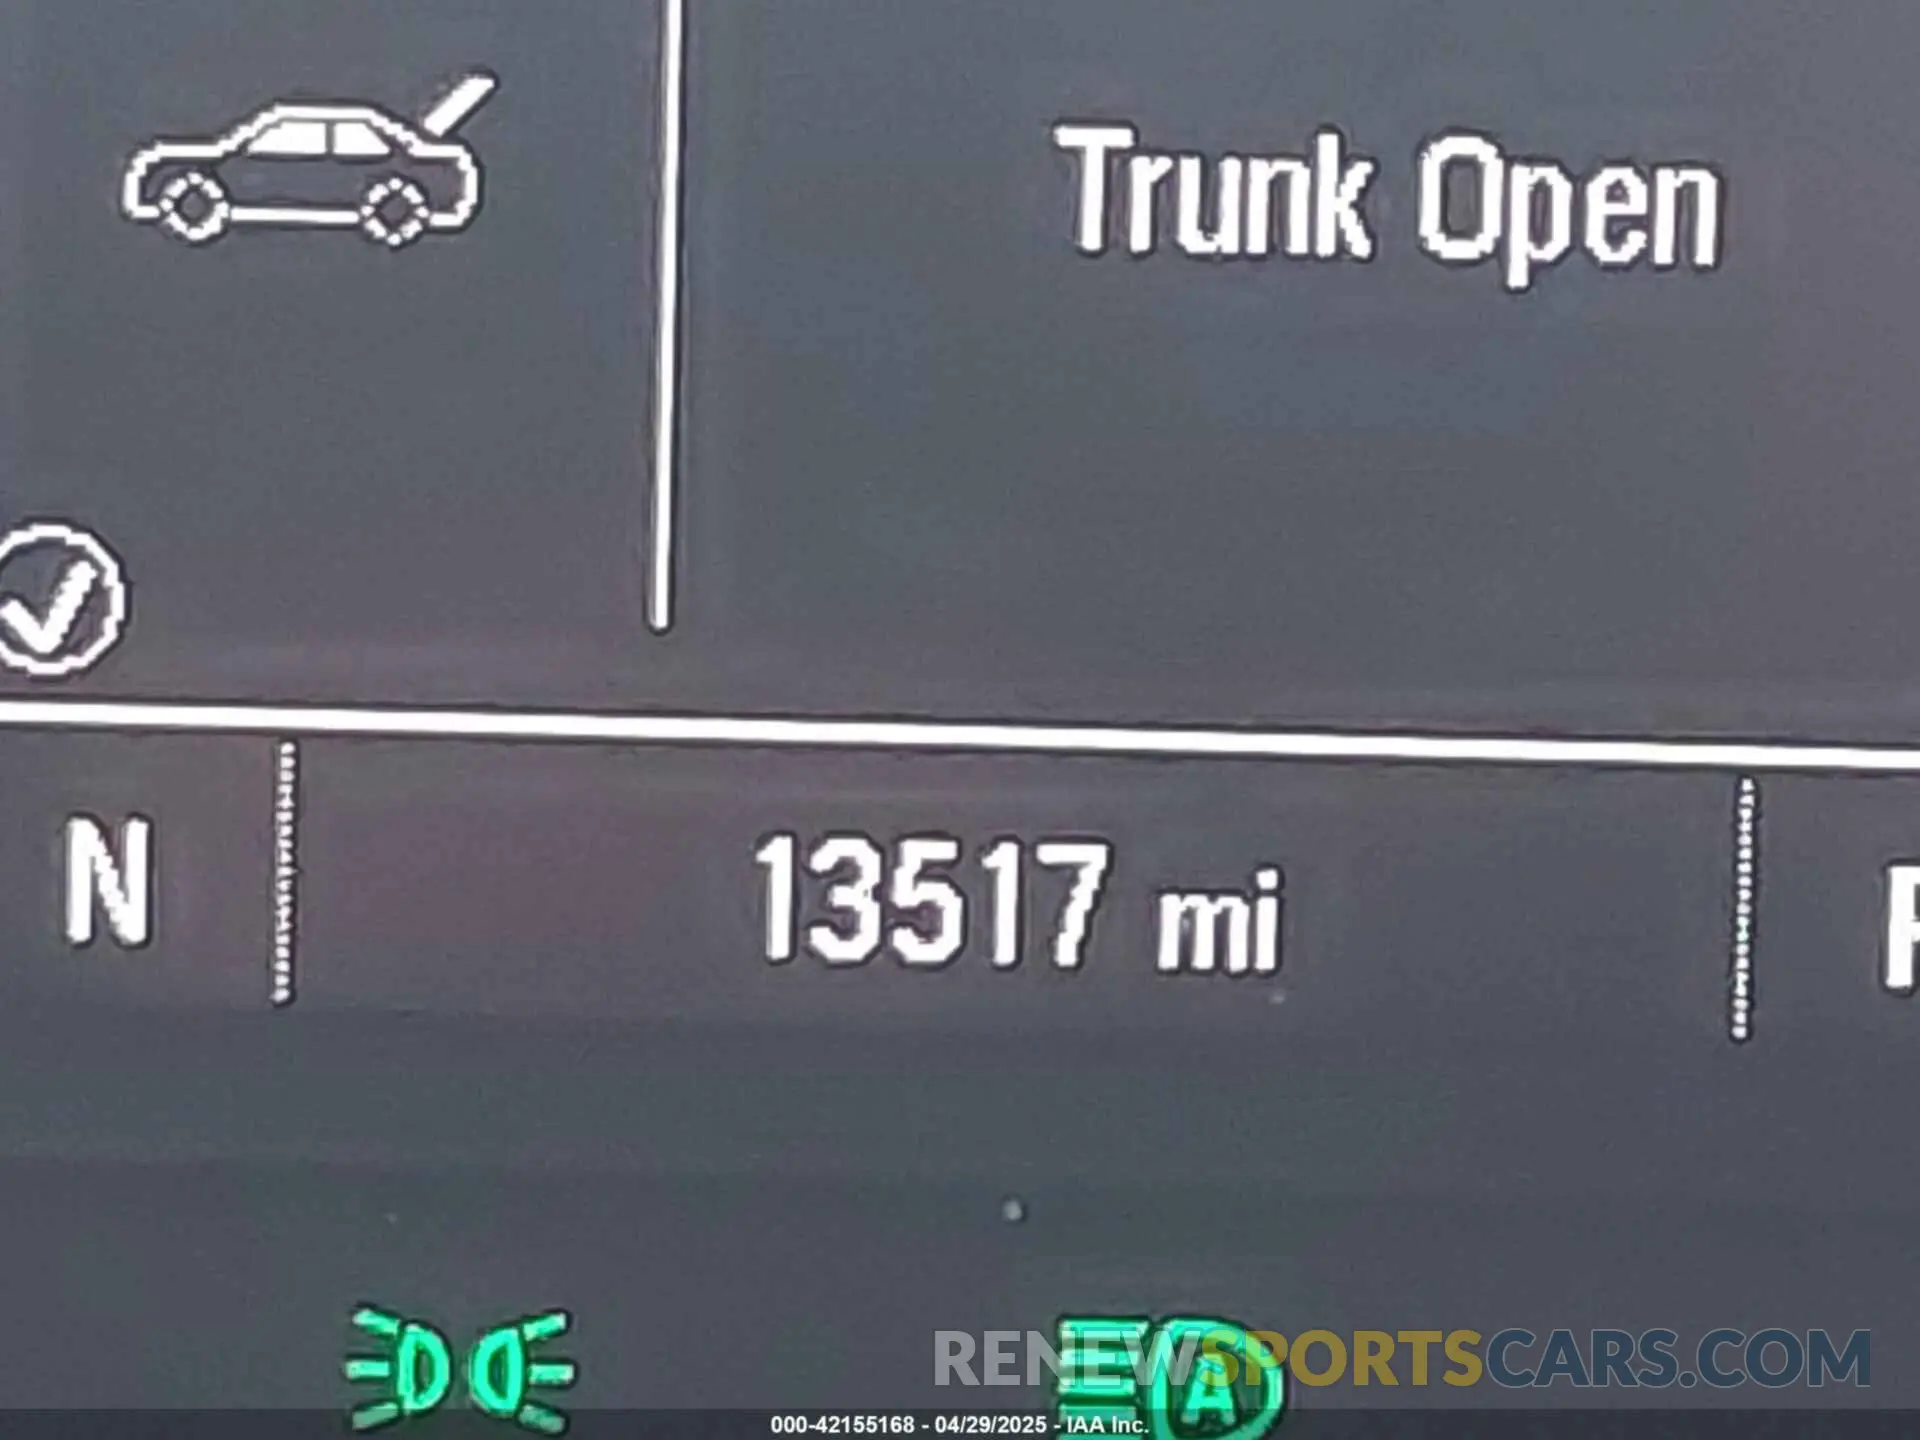 Trunk Open
N 13517 mi
A
RENEWSPORTSCARS.COM
000-42155168 - 04/29/2025 - IAA Inc.